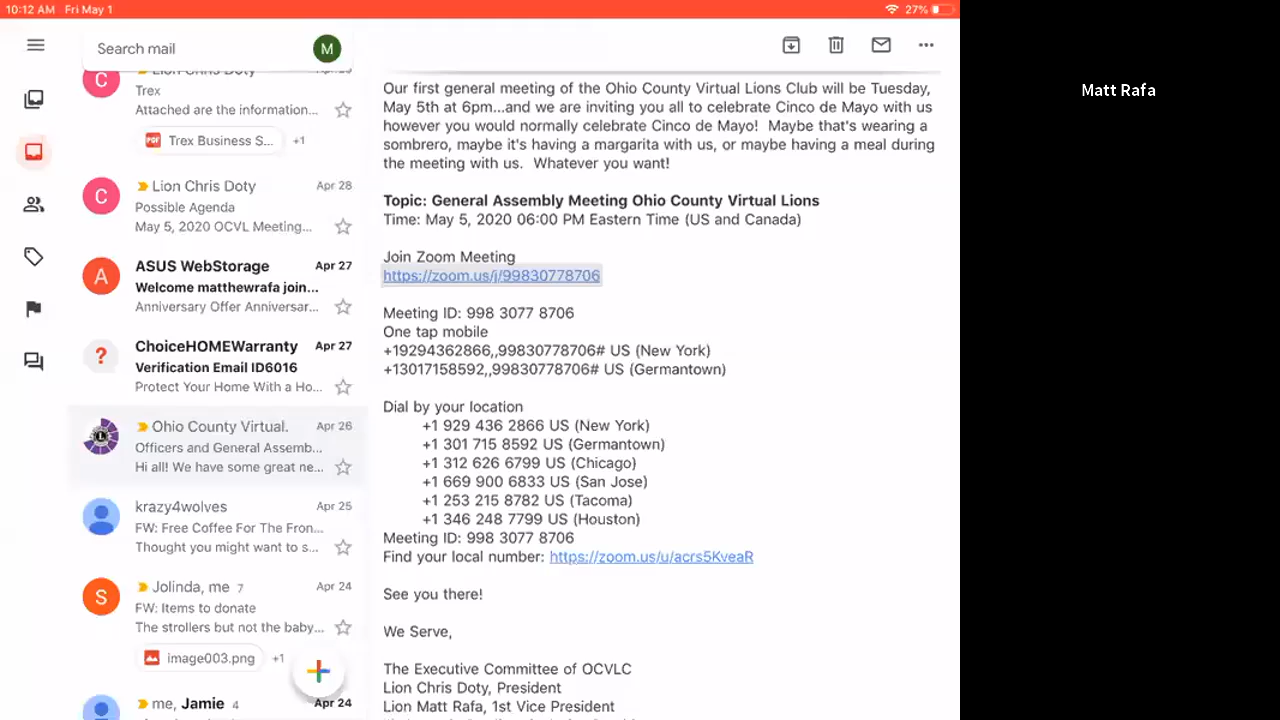 10:12 AM Fri May 1
27%
Search mail
M
C
Lion Chris Doty
Trex
Attached are the information...
PDF Trex Business S... +1
C
Lion Chris Doty Apr 28
Possible Agenda
May 5, 2020 OCVL Meeting...
A
ASUS WebStorage Apr 27
Welcome matthewrafa join...
Anniversary Offer Anniversar...
?
ChoiceHOMEWarranty Apr 27
Verification Email ID6016
Protect Your Home With a Ho...
L
Ohio County Virtual. Apr 26
Officers and General Assemb...
Hi all! We have some great ne...
krazy4wolves Apr 25
FW: Free Coffee For The Fron...
Thought you might want to s...
S
Jolinda, me 7 Apr 24
FW: Items to donate
The strollers but not the baby...
image003.png +1
me, Jamie 4 Apr 24
Our first general meeting of the Ohio County Virtual Lions Club will be Tuesday,
May 5th at 6pm...and we are inviting you all to celebrate Cinco de Mayo with us
however you would normally celebrate Cinco de Mayo! Maybe that's wearing a
sombrero, maybe it's having a margarita with us, or maybe having a meal during
the meeting with us. Whatever you want!
Topic: General Assembly Meeting Ohio County Virtual Lions
Time: May 5, 2020 06:00 PM Eastern Time (US and Canada)
Join Zoom Meeting
https://zoom.us/j/99830778706
Meeting ID: 998 3077 8706
One tap mobile
+19294362866,,99830778706# US (New York)
+13017158592,,99830778706# US (Germantown)
Dial by your location
+1 929 436 2866 US (New York)
+1 301 715 8592 US (Germantown)
+1 312 626 6799 US (Chicago)
+1 669 900 6833 US (San Jose)
+1 253 215 8782 US (Tacoma)
+1 346 248 7799 US (Houston)
Meeting ID: 998 3077 8706
Find your local number: https://zoom.us/u/acrs5KveaR
See you there!
We Serve,
The Executive Committee of OCVLC
Lion Chris Doty, President
Lion Matt Rafa, 1st Vice President
Matt Rafa